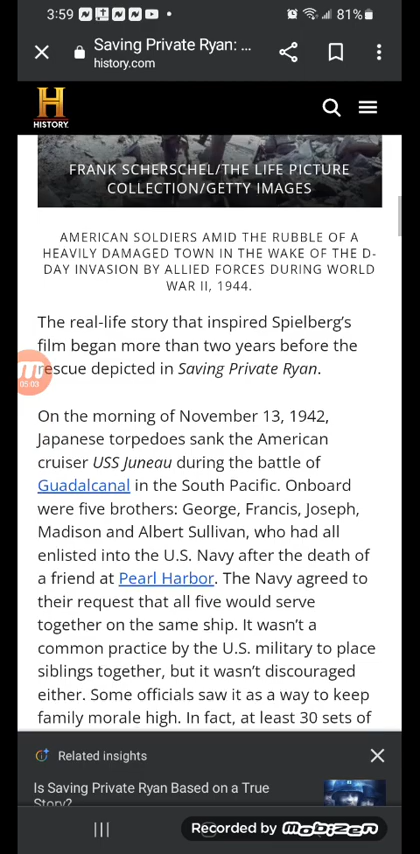 3:59 81%
Saving Private Ryan: ...
history.com
H
HISTORY
FRANK SCHERSCHEL/THE LIFE PICTURE
COLLECTION/GETTY IMAGES
AMERICAN SOLDIERS AMID THE RUBBLE OF A
HEAVILY DAMAGED TOWN IN THE WAKE OF THE D-
DAY INVASION BY ALLIED FORCES DURING WORLD
WAR II, 1944.
The real-life story that inspired Spielberg's
film began more than two years before the
rescue depicted in Saving Private Ryan.
05:03
On the morning of November 13, 1942,
Japanese torpedoes sank the American
cruiser USS Juneau during the battle of
Guadalcanal in the South Pacific. Onboard
were five brothers: George, Francis, Joseph,
Madison and Albert Sullivan, who had all
enlisted into the U.S. Navy after the death of
a friend at Pearl Harbor. The Navy agreed to
their request that all five would serve
together on the same ship. It wasn't a
common practice by the U.S. military to place
siblings together, but it wasn't discouraged
either. Some officials saw it as a way to keep
family morale high. In fact, at least 30 sets of
Related insights
Is Saving Private Ryan Based on a True
Story?
Recorded by mobizen